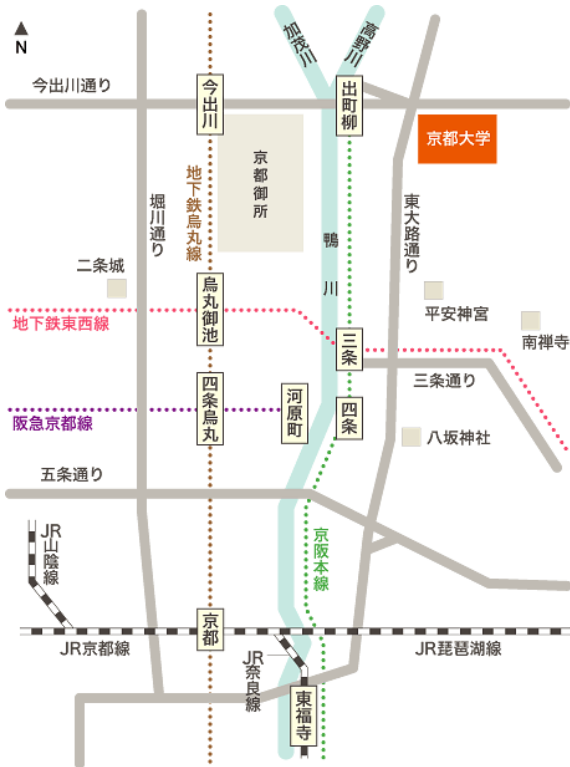 N
加茂川
高野川
今出川通り
今出川
出町柳
京都大学
京都御所
地下鉄烏丸線
堀川通り
鴨川
東大路通り
二条城
烏丸御池
平安神宮
南禅寺
地下鉄東西線
三条
三条通り
四条烏丸
河原町
四条
阪急京都線
八坂神社
五条通り
JR山陰線
京阪本線
京都
JR京都線
JR琵琶湖線
JR奈良線
東福寺